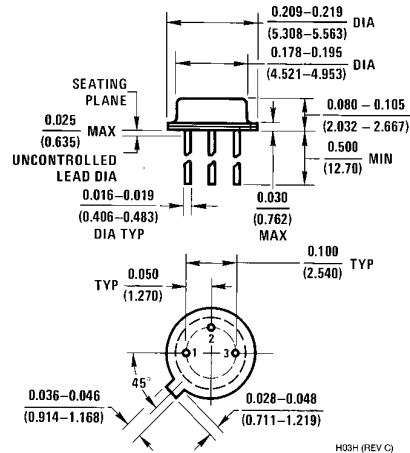 0.209–0.219 DIA
(5.308–5.563)
0.178–0.195 DIA
(4.521–4.953)
SEATING
PLANE
0.025 MAX
(0.635)
UNCONTROLLED
LEAD DIA
0.080 – 0.105
(2.032 – 2.667)
0.500 MIN
(12.70)
0.016–0.019
(0.406–0.483)
DIA TYP
0.030
(0.762)
MAX
0.100 TYP
(2.540)
TYP 0.050
(1.270)
2
1
3
45°
0.036–0.046
(0.914–1.168)
0.028–0.048
(0.711–1.219)
H03H (REV C)